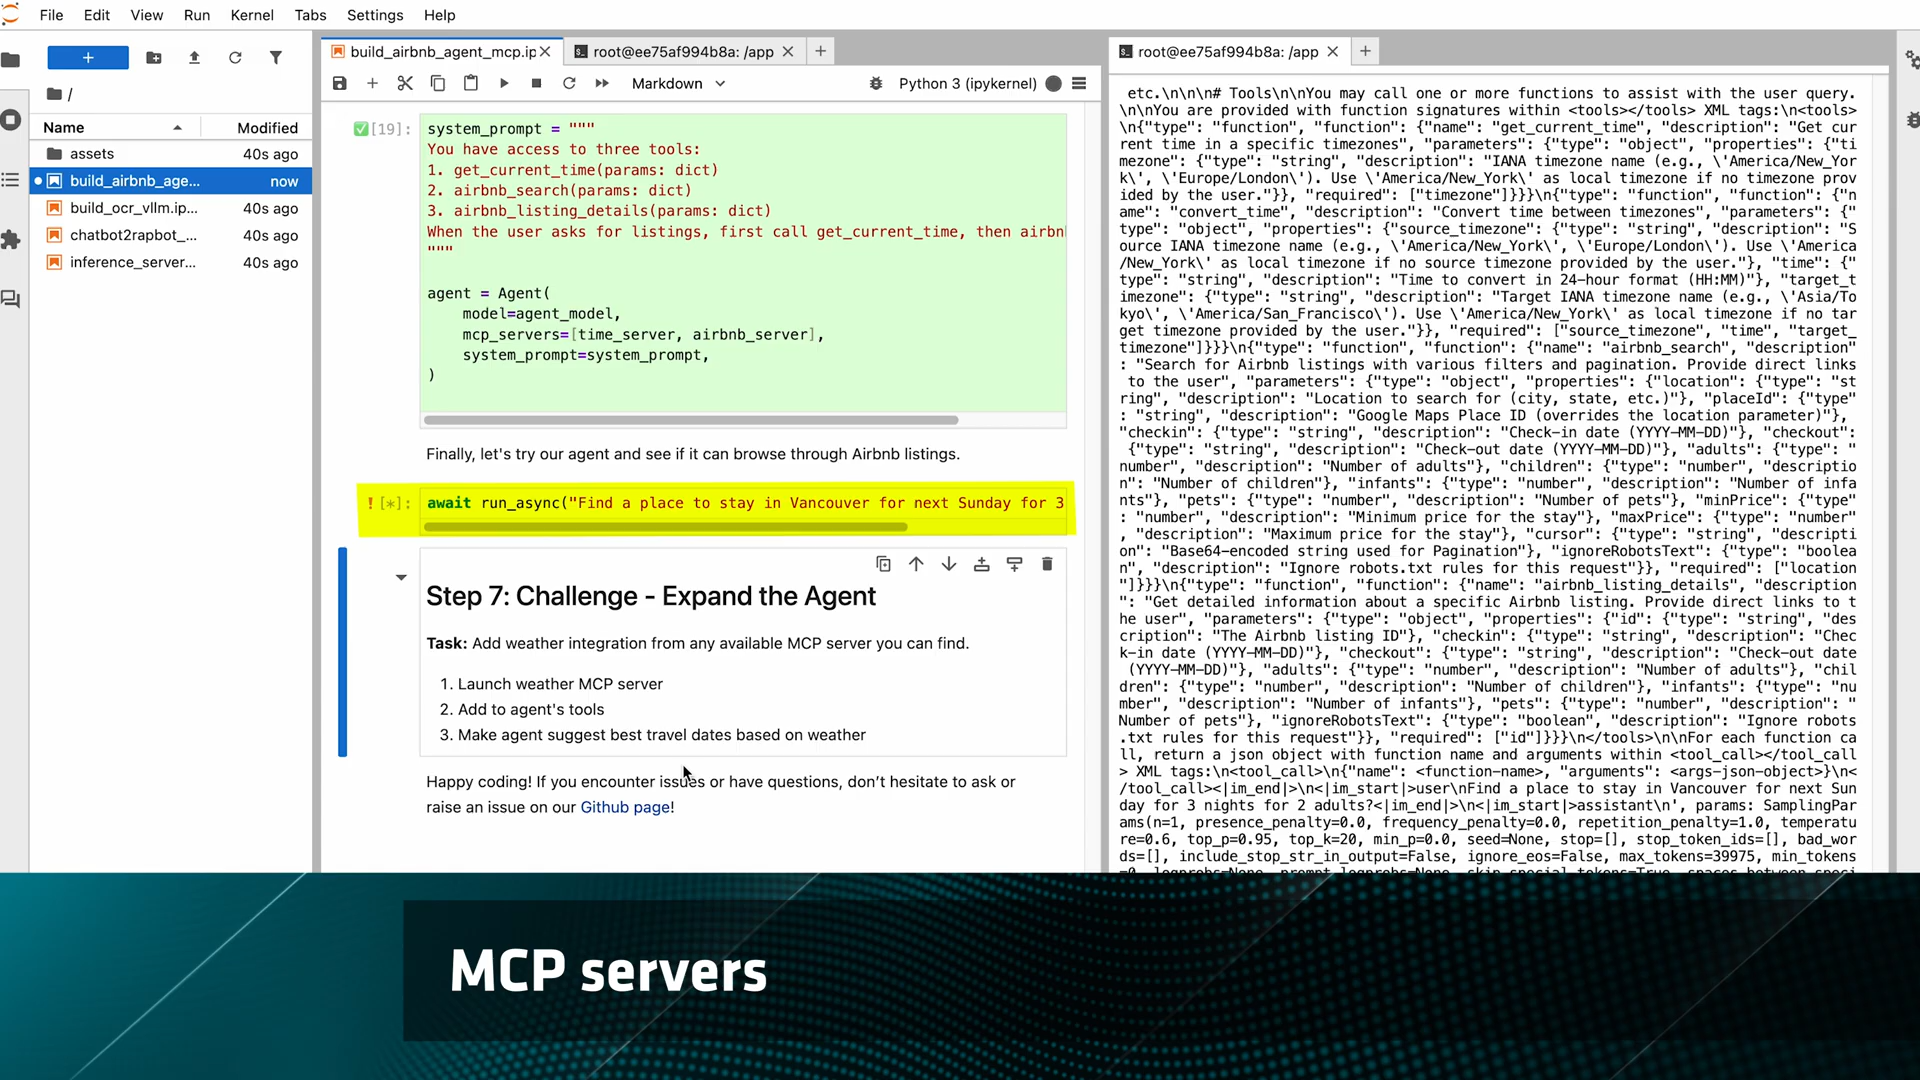 File Edit View Run Kernel Tabs Settings Help
+
/
Name Modified
assets 40s ago
build_airbnb_age... now
build_ocr_vllm.ip... 40s ago
chatbot2rapbot_... 40s ago
inference_server... 40s ago
build_airbnb_agent_mcp.ip
root@ee75af994b8a: /app
Markdown
Python 3 (ipykernel)
[19]:
system_prompt = """
You have access to three tools:
1. get_current_time(params: dict)
2. airbnb_search(params: dict)
3. airbnb_listing_details(params: dict)
When the user asks for listings, first call get_current_time, then airbn
"""
agent = Agent(
model=agent_model,
mcp_servers=[time_server, airbnb_server],
system_prompt=system_prompt,
)
Finally, let's try our agent and see if it can browse through Airbnb listings.
! [*]: await run_async("Find a place to stay in Vancouver for next Sunday for 3
Step 7: Challenge - Expand the Agent
Task: Add weather integration from any available MCP server you can find.
1. Launch weather MCP server
2. Add to agent's tools
3. Make agent suggest best travel dates based on weather
Happy coding! If you encounter issues or have questions, don't hesitate to ask or
raise an issue on our Github page!
root@ee75af994b8a: /app
etc.\n\n\n# Tools\n\nYou may call one or more functions to assist with the user query.
\n\nYou are provided with function signatures within <tools></tools> XML tags:\n<tools>
\n{"type": "function", "function": {"name": "get_current_time", "description": "Get cur
rent time in a specific timezones", "parameters": {"type": "object", "properties": {"ti
mezone": {"type": "string", "description": "IANA timezone name (e.g., \'America/New_Yor
k\', \'Europe/London\'). Use \'America/New_York\' as local timezone if no timezone prov
ided by the user."}}, "required": ["timezone"]}}}\n{"type": "function", "function": {"n
ame": "convert_time", "description": "Convert time between timezones", "parameters": {"
type": "object", "properties": {"source_timezone": {"type": "string", "description": "S
ource IANA timezone name (e.g., \'America/New_York\', \'Europe/London\'). Use \'America
/New_York\' as local timezone if no source timezone provided by the user."}, "time": {"
type": "string", "description": "Time to convert in 24-hour format (HH:MM)"}, "target_t
imezone": {"type": "string", "description": "Target IANA timezone name (e.g., \'Asia/To
kyo\', \'America/San_Francisco\'). Use \'America/New_York\' as local timezone if no tar
get timezone provided by the user."}}, "required": ["source_timezone", "time", "target_
timezone"]}}}\n{"type": "function", "function": {"name": "airbnb_search", "description"
: "Search for Airbnb listings with various filters and pagination. Provide direct links
to the user", "parameters": {"type": "object", "properties": {"location": {"type": "st
ring", "description": "Location to search for (city, state, etc.)"}, "placeId": {"type"
: "string", "description": "Google Maps Place ID (overrides the location parameter)"},
"checkin": {"type": "string", "description": "Check-in date (YYYY-MM-DD)"}, "checkout":
{"type": "string", "description": "Check-out date (YYYY-MM-DD)"}, "adults": {"type": "
number", "description": "Number of adults"}, "children": {"type": "number", "descriptio
n": "Number of children"}, "infants": {"type": "number", "description": "Number of infa
nts"}, "pets": {"type": "number", "description": "Number of pets"}, "minPrice": {"type"
: "number", "description": "Minimum price for the stay"}, "maxPrice": {"type": "number"
, "description": "Maximum price for the stay"}, "cursor": {"type": "string", "descripti
on": "Base64-encoded string used for Pagination"}, "ignoreRobotsText": {"type": "boolea
n", "description": "Ignore robots.txt rules for this request"}}, "required": ["location
"]}}}\n{"type": "function", "function": {"name": "airbnb_listing_details", "description
": "Get detailed information about a specific Airbnb listing. Provide direct links to t
he user", "parameters": {"type": "object", "properties": {"id": {"type": "string", "des
cription": "The Airbnb listing ID"}, "checkin": {"type": "string", "description": "Chec
k-in date (YYYY-MM-DD)"}, "checkout": {"type": "string", "description": "Check-out date
(YYYY-MM-DD)"}, "adults": {"type": "number", "description": "Number of adults"}, "chil
dren": {"type": "number", "description": "Number of children"}, "infants": {"type": "nu
mber", "description": "Number of infants"}, "pets": {"type": "number", "description": "
Number of pets"}, "ignoreRobotsText": {"type": "boolean", "description": "Ignore robots
.txt rules for this request"}}, "required": ["id"]}}}\n</tools>\n\nFor each function ca
ll, return a json object with function name and arguments within <tool_call></tool_call
> XML tags:\n<tool_call>\n{"name": <function-name>, "arguments": <args-json-object>}\n<
/tool_call><|im_end|>\n<|im_start|>user\nFind a place to stay in Vancouver for next Sun
day for 3 nights for 2 adults?<|im_end|>\n<|im_start|>assistant\n', params: SamplingPar
ams(n=1, presence_penalty=0.0, frequency_penalty=0.0, repetition_penalty=1.0, temperatu
re=0.6, top_p=0.95, top_k=20, min_p=0.0, seed=None, stop=[], stop_token_ids=[], bad_wor
ds=[], include_stop_str_in_output=False, ignore_eos=False, max_tokens=39975, min_tokens
=0, logprobs=None, prompt_logprobs=None, skip_special_tokens=True, spaces_between_speci
MCP servers